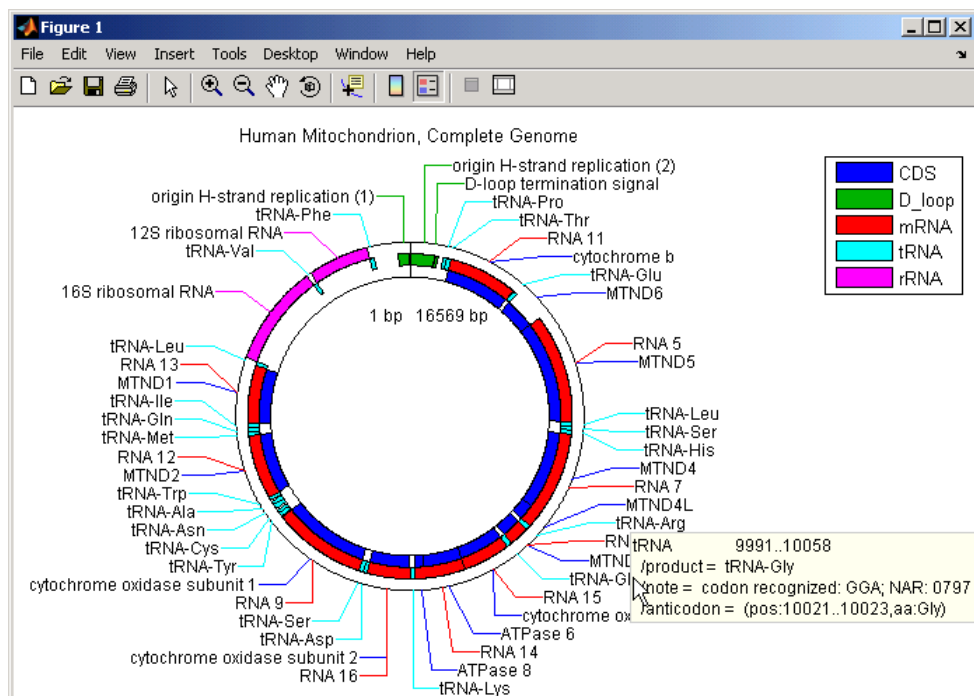 Figure 1
File Edit View Insert Tools Desktop Window Help
Human Mitochondrion, Complete Genome
origin H-strand replication (2)
D-loop termination signal
origin H-strand replication (1)
tRNA-Pro
tRNA-Phe
tRNA-Thr
12S ribosomal RNA
RNA 11
tRNA-Val
cytochrome b
tRNA-Glu
16S ribosomal RNA
MTND6
1 bp 16569 bp
CDS
D_loop
mRNA
tRNA
rRNA
tRNA-Leu
RNA 13
MTND1
tRNA-Ile
tRNA-Gln
tRNA-Met
RNA 12
MTND2
tRNA-Trp
tRNA-Ala
tRNA-Asn
tRNA-Cys
tRNA-Tyr
cytochrome oxidase subunit 1
RNA 9
tRNA-Ser
tRNA-Asp
cytochrome oxidase subunit 2
RNA 16
RNA 5
MTND5
tRNA-Leu
tRNA-Ser
tRNA-His
MTND4
RNA 7
MTND4L
tRNA-Arg
RN
MTND
tRNA-Gl
RNA 15
cytochrome ox
ATPase 6
RNA 14
ATPase 8
tRNA-Lys
tRNA 9991..10058
/product = tRNA-Gly
/note = codon recognized: GGA; NAR: 0797
/anticodon = (pos:10021..10023,aa:Gly)